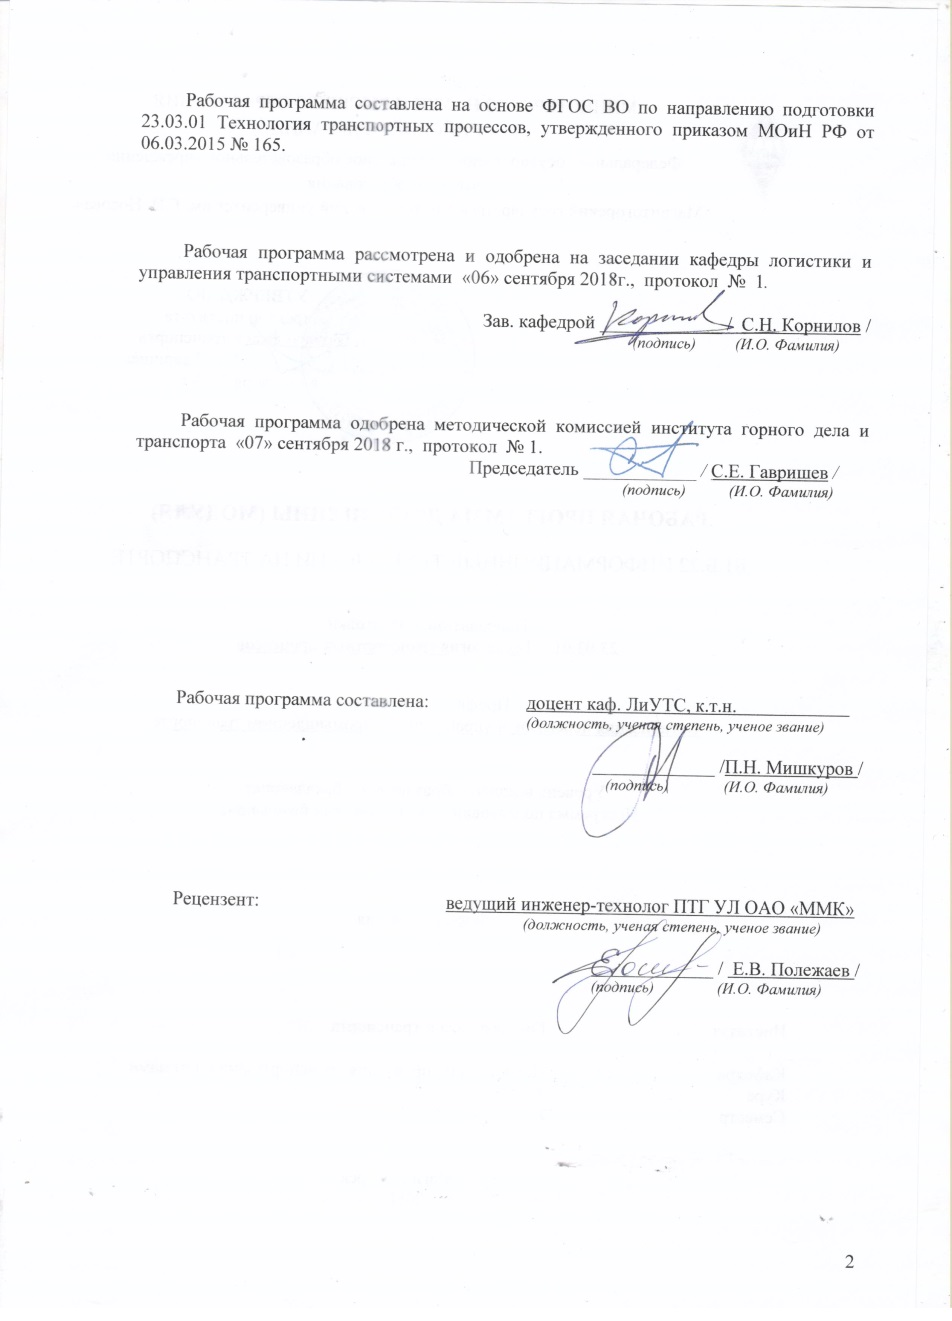 Рабочая программа составлена на основе ФГОС ВО по направлению подготовки
23.03.01 Технология транспортных процессов, утвержденного приказом МОиН РФ от
06.03.2015 № 165.
Рабочая программа рассмотрена и одобрена на заседании кафедры логистики и
управления транспортными системами «06» сентября 2018г., протокол № 1.
Зав. кафедрой / С.Н. Корнилов /
(подпись) (И.О. Фамилия)
Рабочая программа одобрена методической комиссией института горного дела и
транспорта «07» сентября 2018 г., протокол № 1.
Председатель / С.Е. Гавришев /
(подпись) (И.О. Фамилия)
Рабочая программа составлена: доцент каф. ЛиУТС, к.т.н.
(должность, ученая степень, ученое звание)
/П.Н. Мишкуров /
(подпись) (И.О. Фамилия)
Рецензент: ведущий инженер-технолог ПТГ УЛ ОАО «ММК»
(должность, ученая степень, ученое звание)
/ Е.В. Полежаев /
(подпись) (И.О. Фамилия)
2